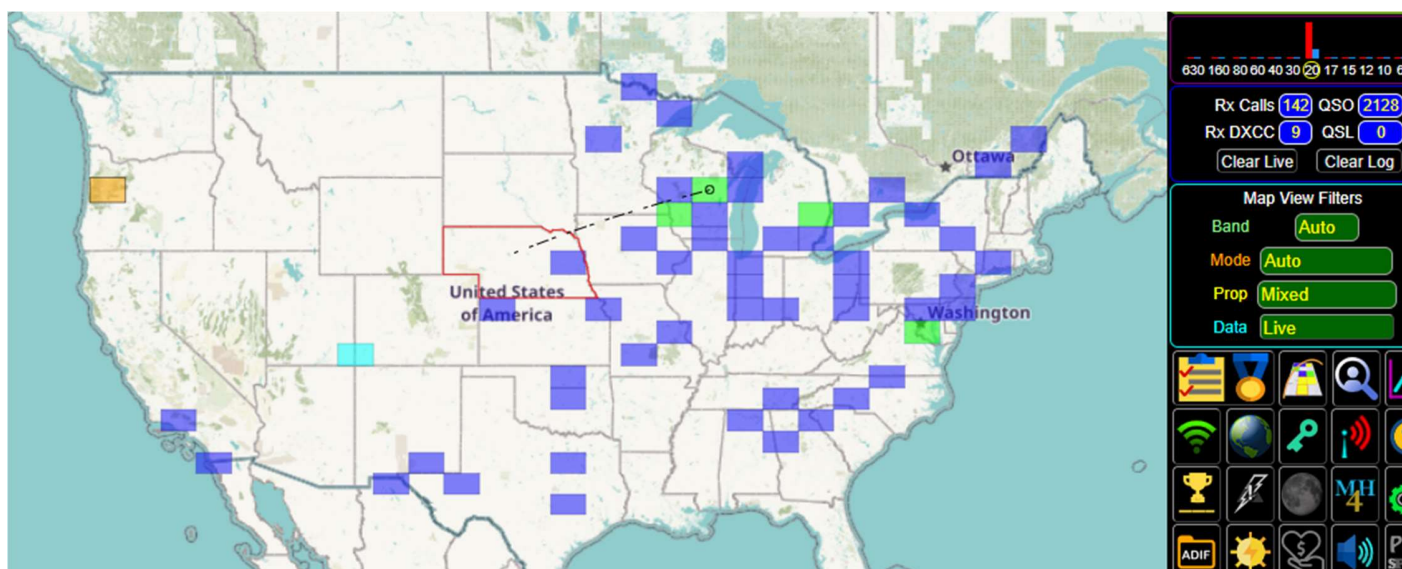 Ottawa
United States
of America
Washington
630 160 80 60 40 30 20 17 15 12 10 6
Rx Calls 142 QSO 2128
Rx DXCC 9 QSL 0
Clear Live Clear Log
Map View Filters
Band Auto
Mode Auto
Prop Mixed
Data Live
MH
4
ADIF